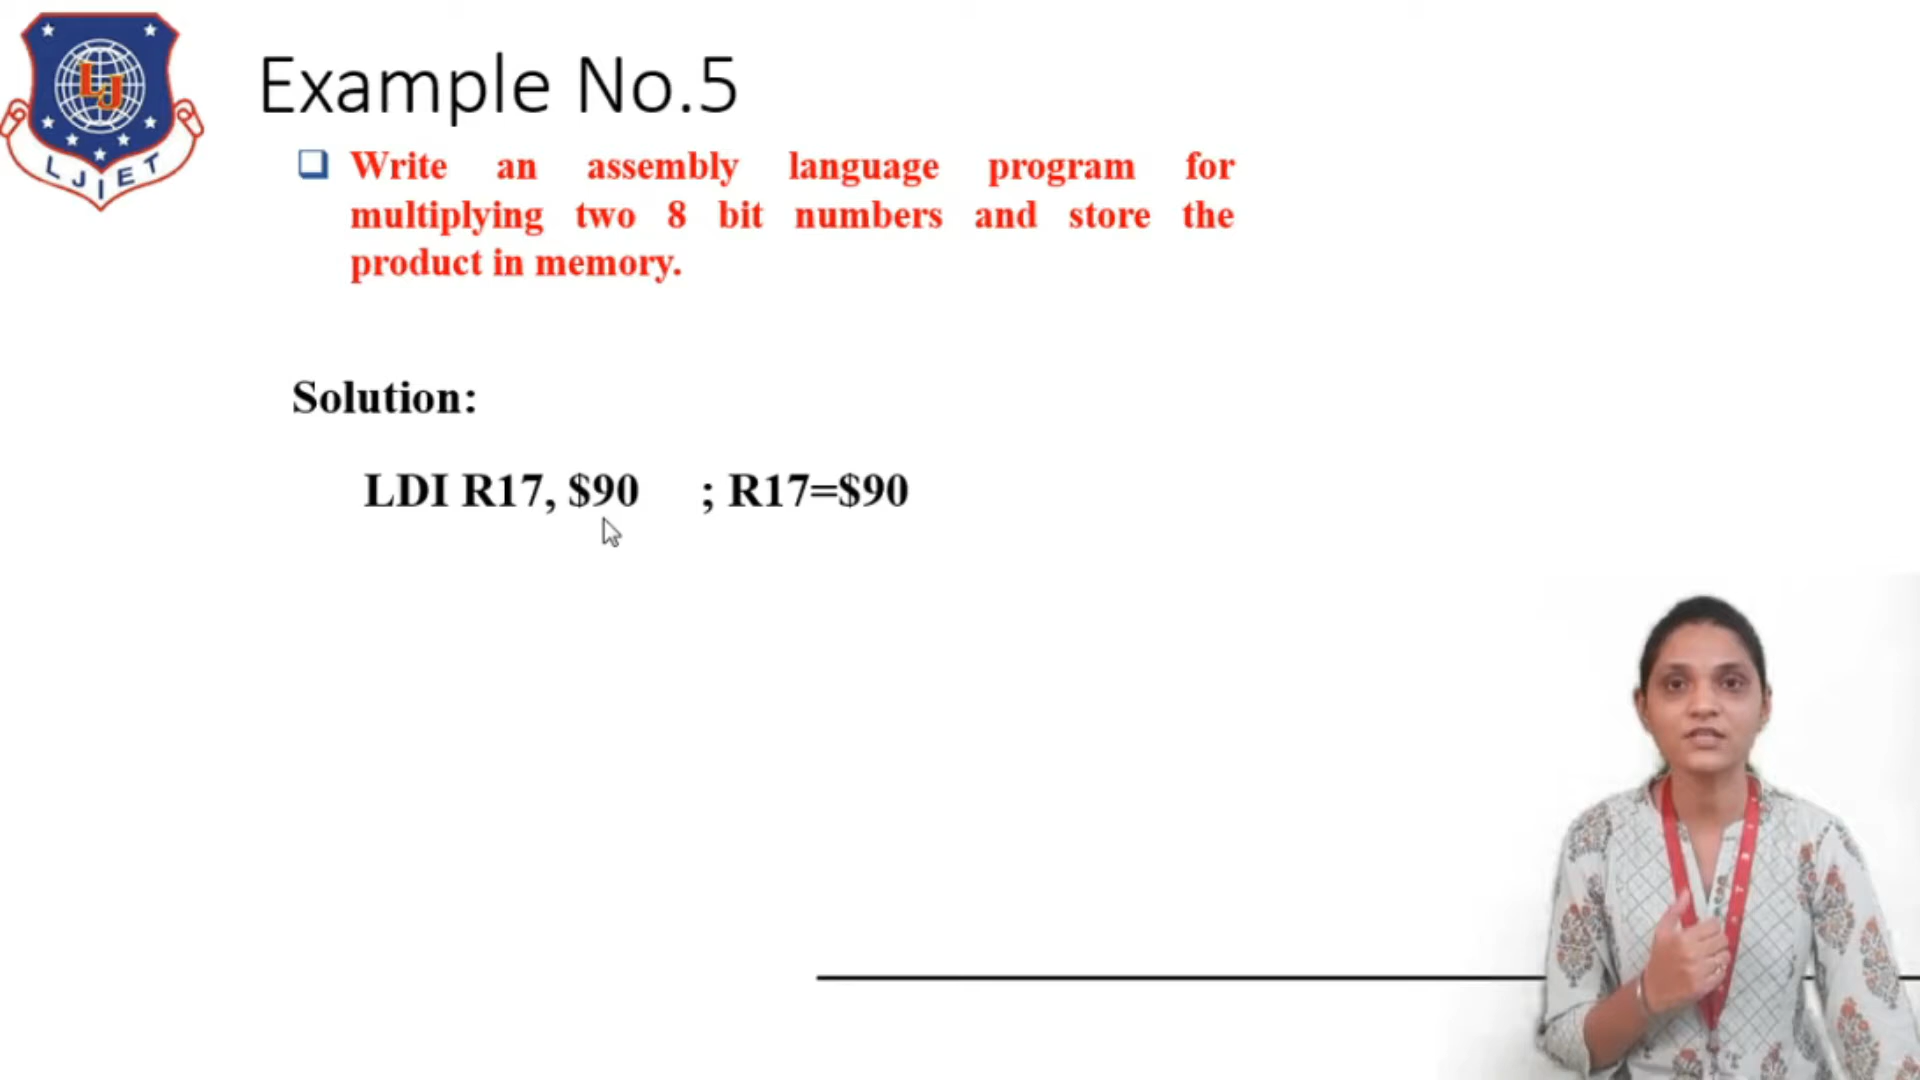 LJ
LJIET
Example No.5
Write an assembly language program for
multiplying two 8 bit numbers and store the
product in memory.
Solution:
LDI R17, $90 ; R17=$90